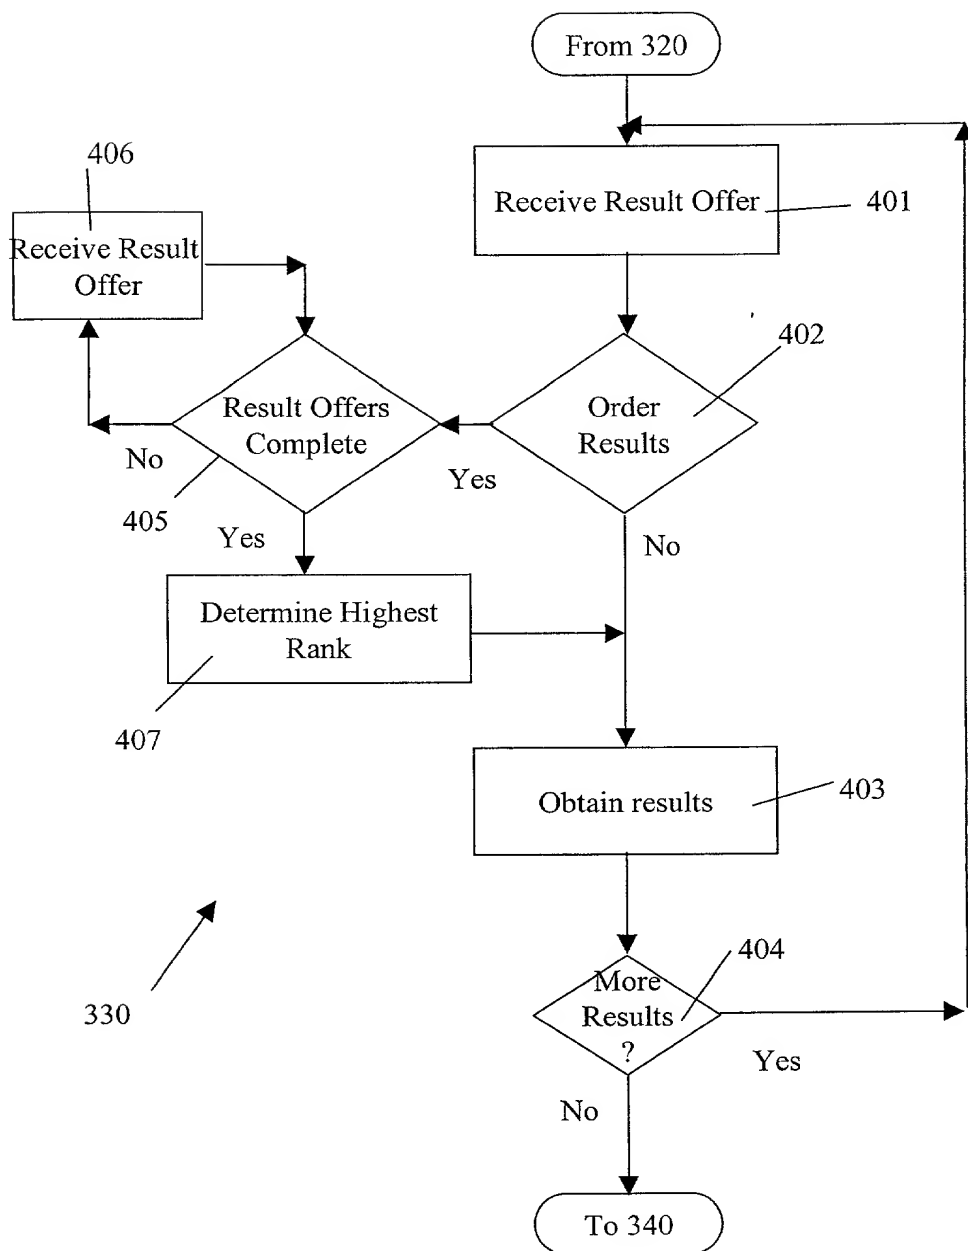 From 320
406
Receive Result Offer
401
Receive Result
Offer
402
Result Offers
Complete
Order
Results
No
Yes
405
Yes
No
Determine Highest
Rank
407
Obtain results
403
404
More
Results
?
330
Yes
No
To 340